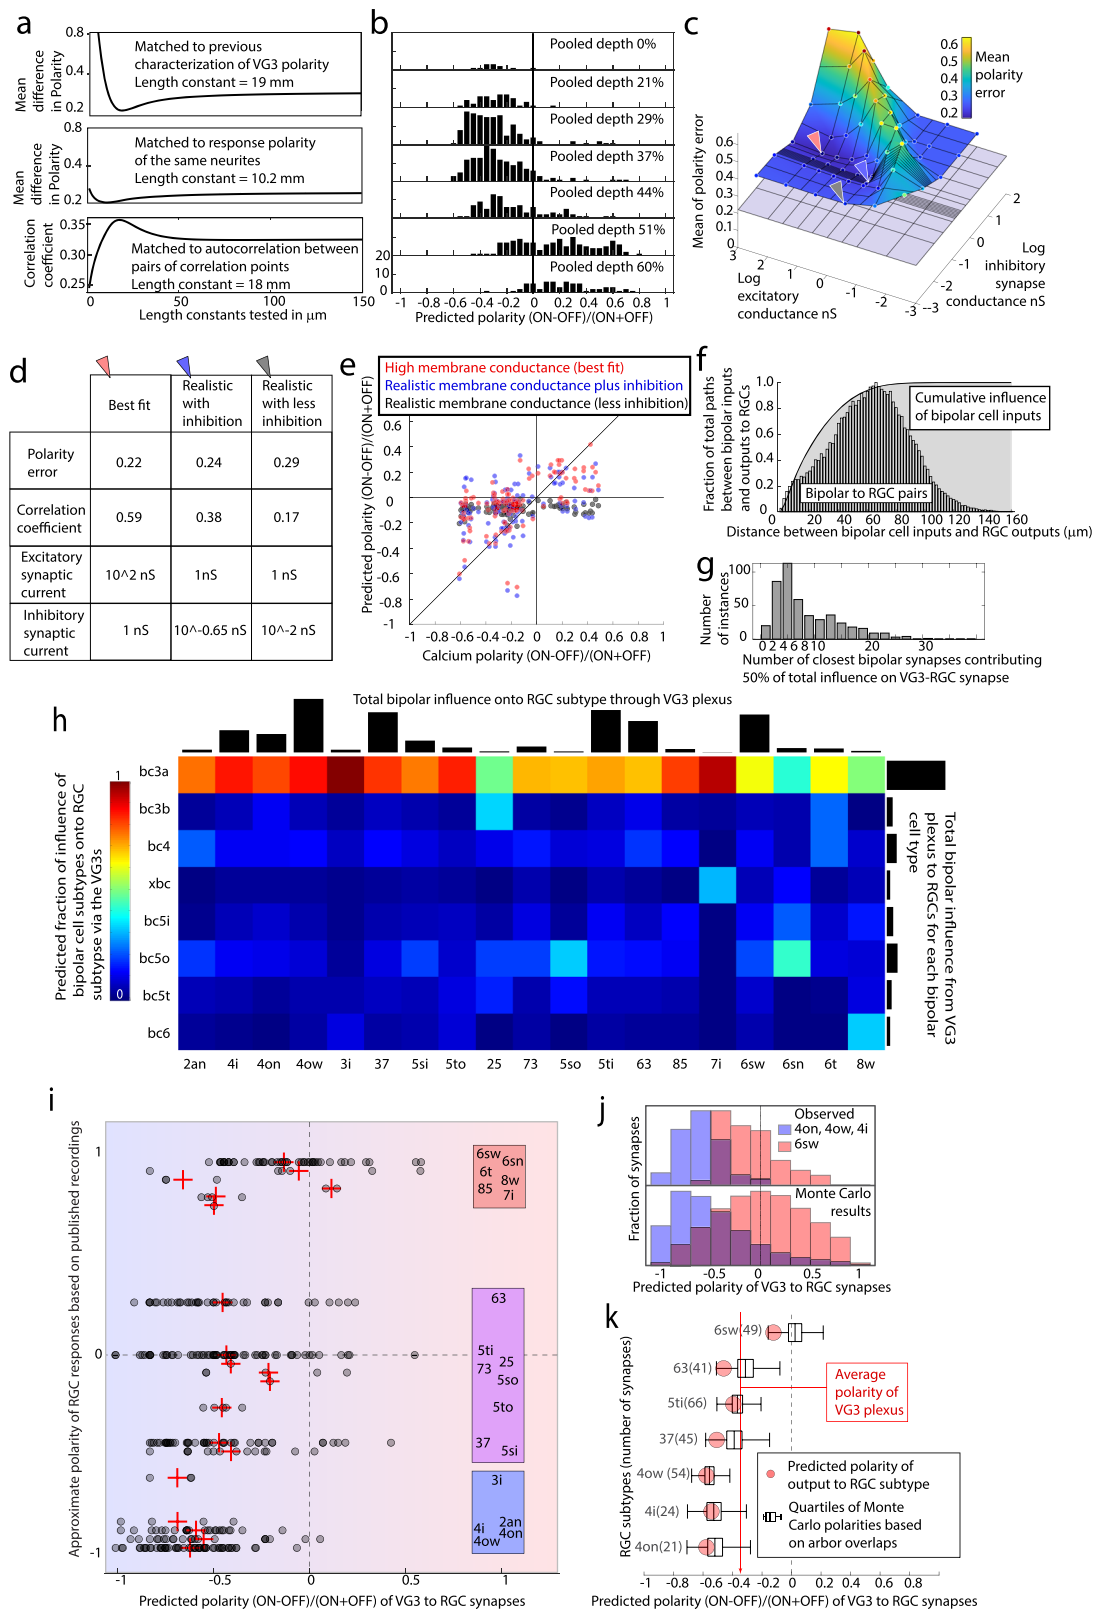 a
0.8
0.4
0.2
Mean
difference
in Polarity
Matched to previous
characterization of VG3 polarity
Length constant = 19 mm
0.8
0.4
0.2
Mean
difference
in Polarity
Matched to response polarity
of the same neurites
Length constant = 10.2 mm
0.35
0.3
0.25
Correlation
coefficient
Matched to autocorrelation between
pairs of correlation points
Length constant = 18 mm
0 50 100 150
Length constants tested in μm
b
Pooled depth 0%
Pooled depth 21%
Pooled depth 29%
Pooled depth 37%
Pooled depth 44%
Pooled depth 51%
Pooled depth 60%
20
10
0
-1 -0.8 -0.6 -0.4 -0.2 0 0.2 0.4 0.6 0.8 1
Predicted polarity (ON-OFF)/(ON+OFF)
c
0.6
0.5
0.4
0.3
0.2
Mean
polarity
error
Mean of polarity error
0.6
0.5
0.4
0.3
0.2
0.1
0
3 2 1 0 -1 -2 -3
Log
excitatory
conductance nS
2 1 0 -1 -2 --3
Log
inhibitory
synapse
conductance nS
d
Best fit
Realistic
with
inhibition
Realistic
with less
inhibition
Polarity
error
0.22 0.24 0.29
Correlation
coefficient
0.59 0.38 0.17
Excitatory
synaptic
current
10^2 nS 1nS 1 nS
Inhibitory
synaptic
current
1 nS 10^-0.65 nS 10^-2 nS
e
High membrane conductance (best fit)
Realistic membrane conductance plus inhibition
Realistic membrane conductance (less inhibition)
Predicted polarity (ON-OFF)/(ON+OFF)
0.6
0.4
0.2
0
-0.2
-0.4
-0.6
-0.8
-1
-1 -0.8 -0.6 -0.4 -0.2 0 0.2 0.4 0.6 0.8 1
Calcium polarity (ON-OFF)/(ON+OFF)
f
Fraction of total paths
between bipolar inputs
and outputs to RGCs
1.0
0.8
0.6
0.4
0.2
0
Cumulative influence
of bipolar cell inputs
Bipolar to RGC pairs
20 40 60 80 100 120 140 160
Distance between bipolar cell inputs and RGC outputs (μm)
g
Number
of instances
100
50
0
0 2 4 6 8 10 20 30
Number of closest bipolar synapses contributing
50% of total influence on VG3-RGC synapse
h
Total bipolar influence onto RGC subtype through VG3 plexus
Predicted fraction of influence of
bipolar cell subtypes onto RGC
subtypse via the VG3s
1
0
bc3a
bc3b
bc4
xbc
bc5i
bc5o
bc5t
bc6
2an 4i 4on 4ow 3i 37 5si 5to 25 73 5so 5ti 63 85 7i 6sw 6sn 6t 8w
Total bipolar influence from VG3
plexus to RGCs for each bipolar
cell type
i
Approximate polarity of RGC responses based on published recordings
1
0
-1
6sw
6sn
6t
8w
85
7i
63
5ti
25
73
5so
5to
37
5si
3i
2an
4i
4on
4ow
-1 -0.5 0 0.5 1
Predicted polarity (ON-OFF)/(ON+OFF) of VG3 to RGC synapses
j
Fraction of synapses
Observed
4on, 4ow, 4i
6sw
Monte Carlo
results
-1 -0.5 0 0.5 1
Predicted polarity of VG3 to RGC synapses
k
RGC subtypes (number of synapses)
6sw(49)
63(41)
5ti(66)
37(45)
4ow (54)
4i(24)
4on(21)
Average
polarity of
VG3 plexus
Predicted polarity of
output to RGC subtype
Quartiles of Monte
Carlo polarities based
on arbor overlaps
-1 -0.8 -0.6 -0.4 -0.2 0 0.2 0.4 0.6 0.8
Predicted polarity (ON-OFF)/(ON+OFF) of VG3 to RGC synapses